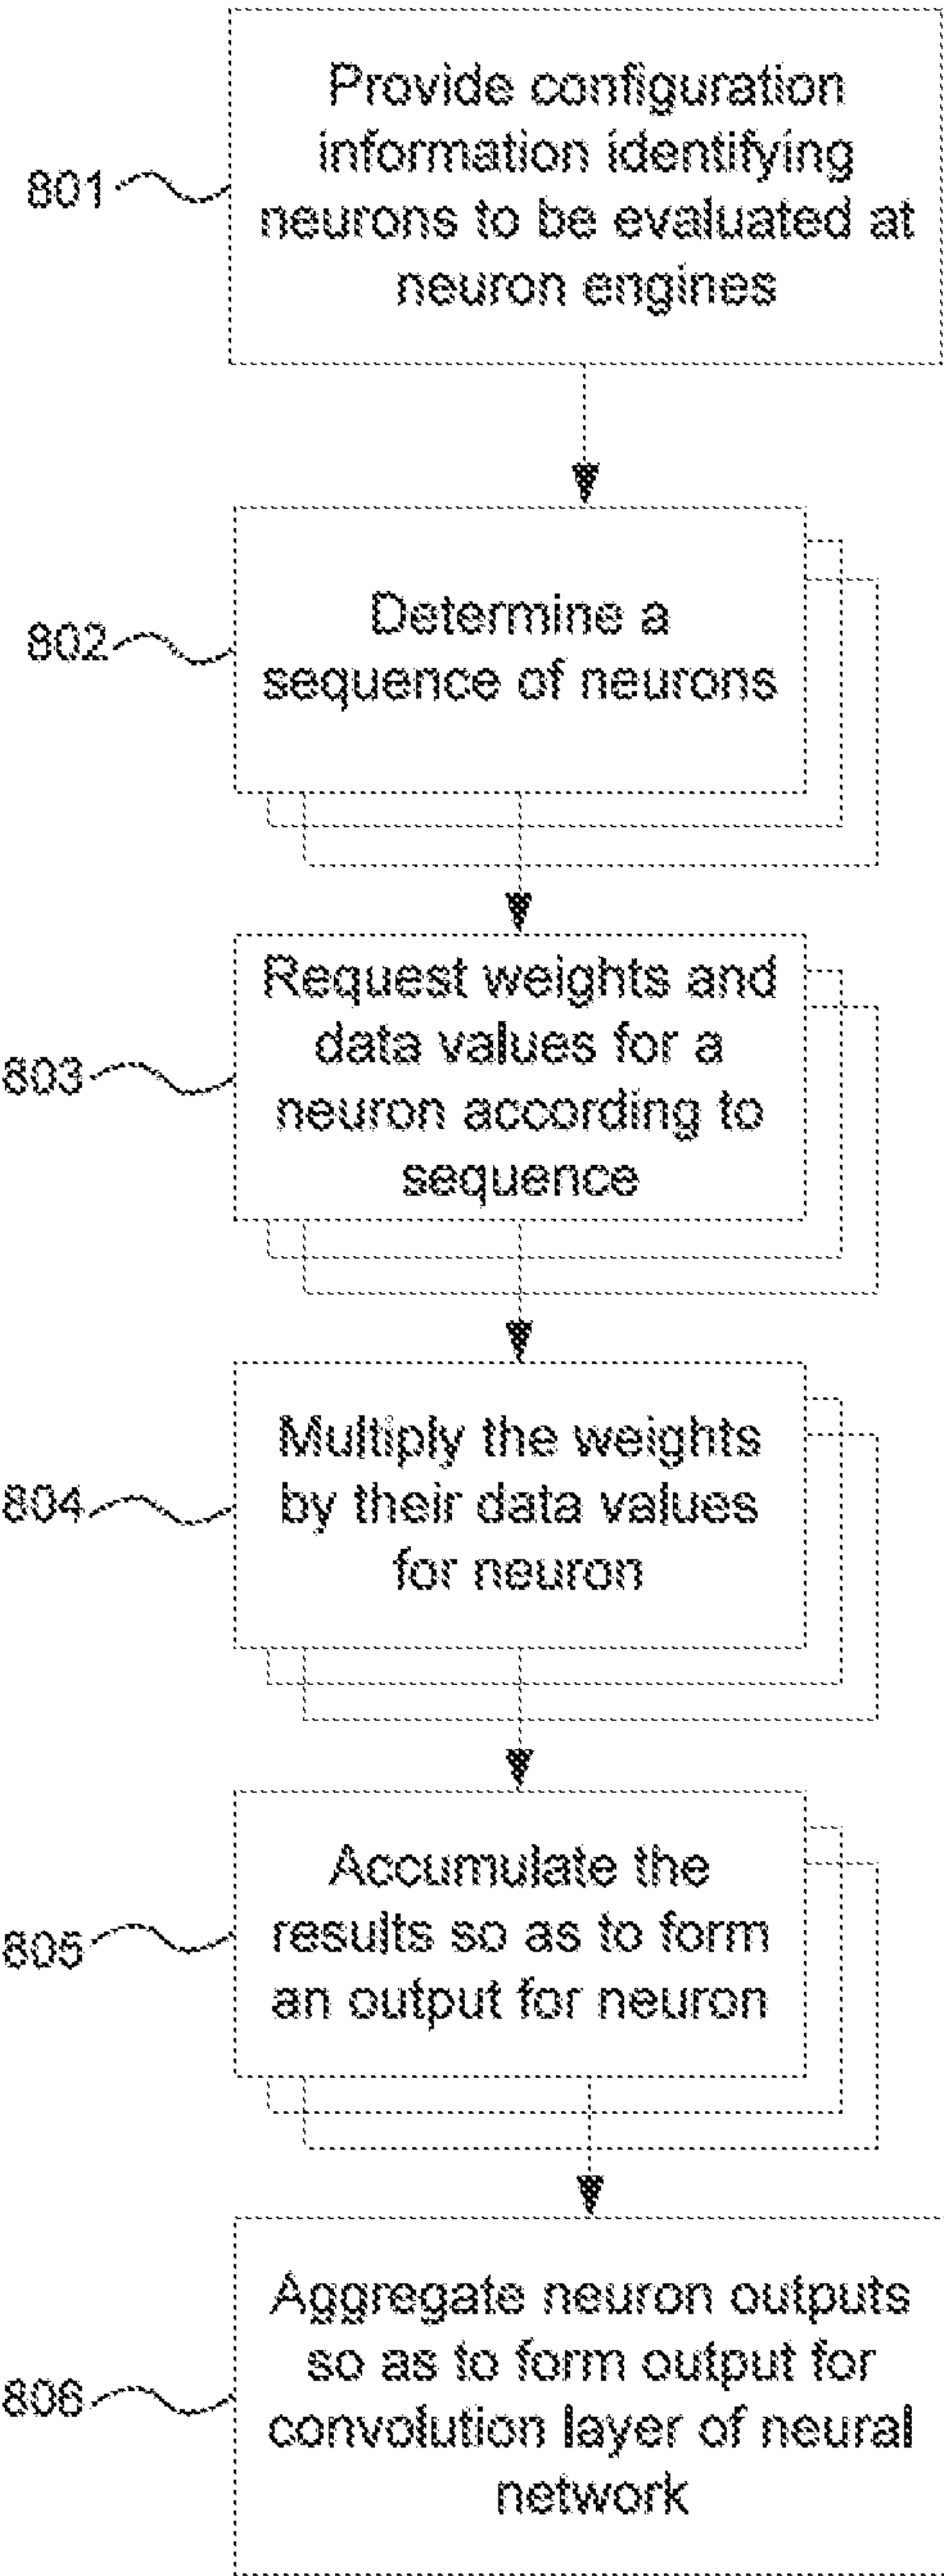 801
Provide configuration
information identifying
neurons to be evaluated at
neuron engines
802
Determine a
sequence of neurons
803
Request weights and
data values for a
neuron according to
sequence
804
Multiply the weights
by their data values
for neuron
805
Accumulate the
results so as to form
an output for neuron
806
Aggregate neuron outputs
so as to form output for
convolution layer of neural
network